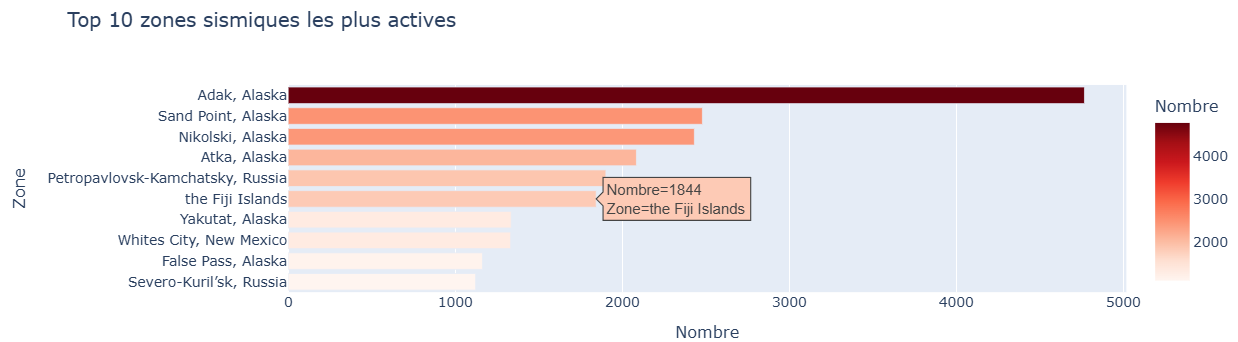 Top 10 zones sismiques les plus actives
Zone
Adak, Alaska
Sand Point, Alaska
Nikolski, Alaska
Atka, Alaska
Petropavlovsk-Kamchatsky, Russia
the Fiji Islands
Yakutat, Alaska
Whites City, New Mexico
False Pass, Alaska
Severo-Kuril’sk, Russia
Nombre=1844
Zone=the Fiji Islands
0 1000 2000 3000 4000 5000
Nombre
Nombre
4000
3000
2000